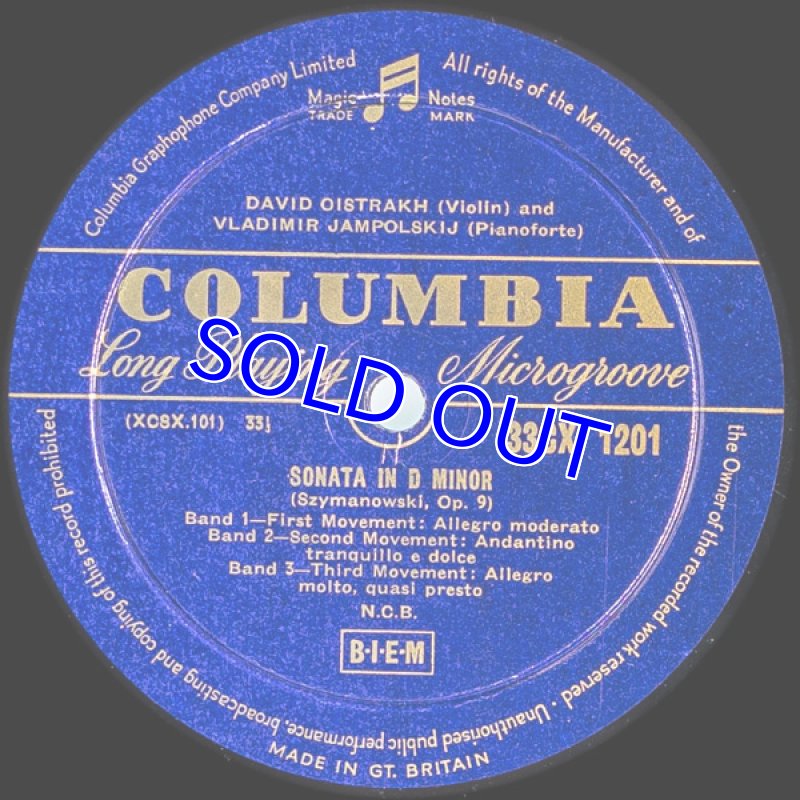 Columbia Graphophone Company Limited
All rights of the Manufacturer and of
the Owner of the recorded work reserved · Unauthorised public performance, broadcasting and copying of this record prohibited
Magic Notes
TRADE MARK
DAVID OISTRAKH (Violin) and
VLADIMIR JAMPOLSKIJ (Pianoforte)
COLUMBIA
Long Playing Microgroove
SOLD OUT
(XCSX.101) 33⅓
33CX 1201
SONATA IN D MINOR
(Szymanowski, Op. 9)
Band 1—First Movement: Allegro moderato
Band 2—Second Movement: Andantino
tranquillo e dolce
Band 3—Third Movement: Allegro
molto, quasi presto
N.C.B.
B·I·E·M
MADE IN GT. BRITAIN